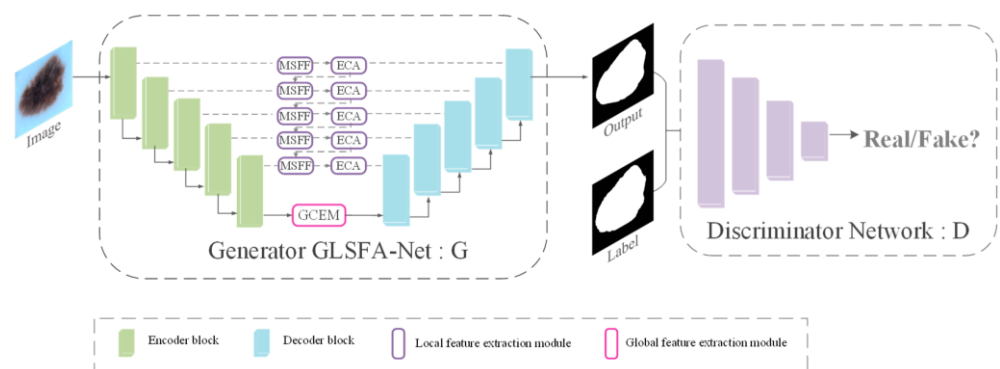 Image
MSFF ECA
MSFF ECA
MSFF ECA
MSFF ECA
MSFF ECA
GCEM
Generator GLSFA-Net : G
Output
Label
Real/Fake?
Discriminator Network : D
Encoder block
Decoder block
Local feature extraction module
Global feature extraction module